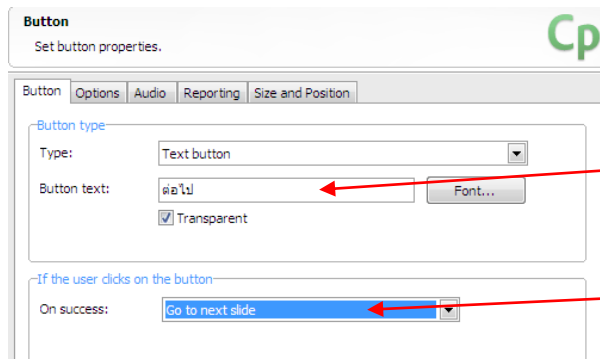 Button
Set button properties.
Cp
Button Options Audio Reporting Size and Position
Button type
Type: Text button
Button text: ต่อไป Font...
Transparent
If the user clicks on the button
On success: Go to next slide